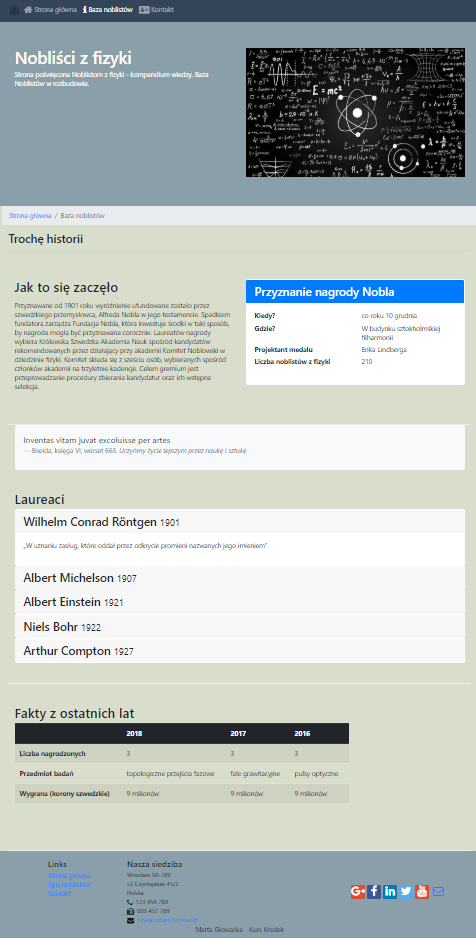 Strona główna Baza noblistów Kontakt
Nobliści z fizyki
Strona poświęcona Noblistom z fizyki - kompendium wiedzy. Baza
Noblistów w rozbudowie.
E = mc²
Strona główna / Baza noblistów
Trochę historii
Jak to się zaczęło
Przyznawane od 1901 roku wyróżnienie ufundowane zostało przez
szwedzkiego przemysłowca, Alfreda Nobla w jego testamencie. Spadkiem
fundatora zarządza Fundacja Nobla, która inwestuje środki w taki sposób,
by nagroda mogła być przyznawana corocznie. Laureatów nagrody
wybiera Królewska Szwedzka Akademia Nauk spośród kandydatów
rekomendowanych przez działający przy akademii Komitet Noblowski w
dziedzinie fizyki. Komitet składa się z sześciu osób, wybieranych spośród
członków akademii na trzyletnie kadencje. Celem gremium jest
przeprowadzanie procedury zbierania kandydatur oraz ich wstępna
selekcja.
Przyznanie nagrody Nobla
Kiedy? co roku 10 grudnia
Gdzie? W budynku sztokholmskiej
filharmonii
Projektant medalu Erika Lindberga
Liczba noblistów z fizyki 210
Inventas vitam juvat excoluisse per artes
— Eneida, księga VI, werset 663. Uczyńmy życie lepszym przez naukę i sztukę
Laureaci
Wilhelm Conrad Röntgen 1901
„W uznaniu zasług, które oddał przez odkrycie promieni nazwanych jego imieniem”
Albert Michelson 1907
Albert Einstein 1921
Niels Bohr 1922
Arthur Compton 1927
Fakty z ostatnich lat
2018 2017 2016
Liczba nagrodzonych 3 3 3
Przedmiot badań topologiczne przejścia fazowe fale grawitacyjne pulsy optyczne
Wygrana (korony szwedzkie) 9 milionów 9 milionów 9 milionów
Links
Strona główna
Spis noblistów
Kontakt
Nasza siedziba
Wrocław 50-789
ul. Czystajakaś 45/2
Polska
123 456 789
003 457 789
Marta Głowacka - Kurs Kredek